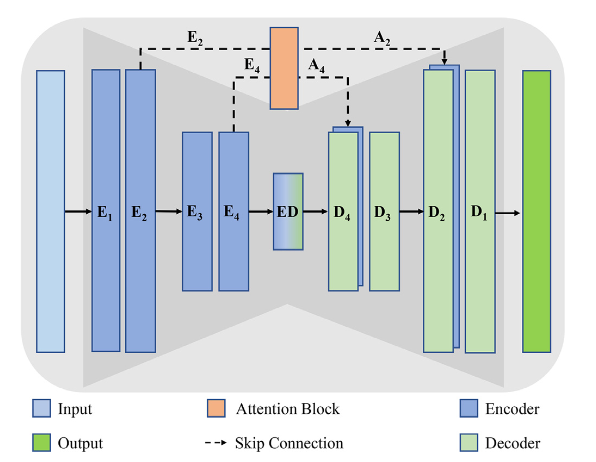 E2 A2
E4 A4
E1 E2 E3 E4 ED D4 D3 D2 D1
Input Attention Block Encoder
Output Skip Connection Decoder